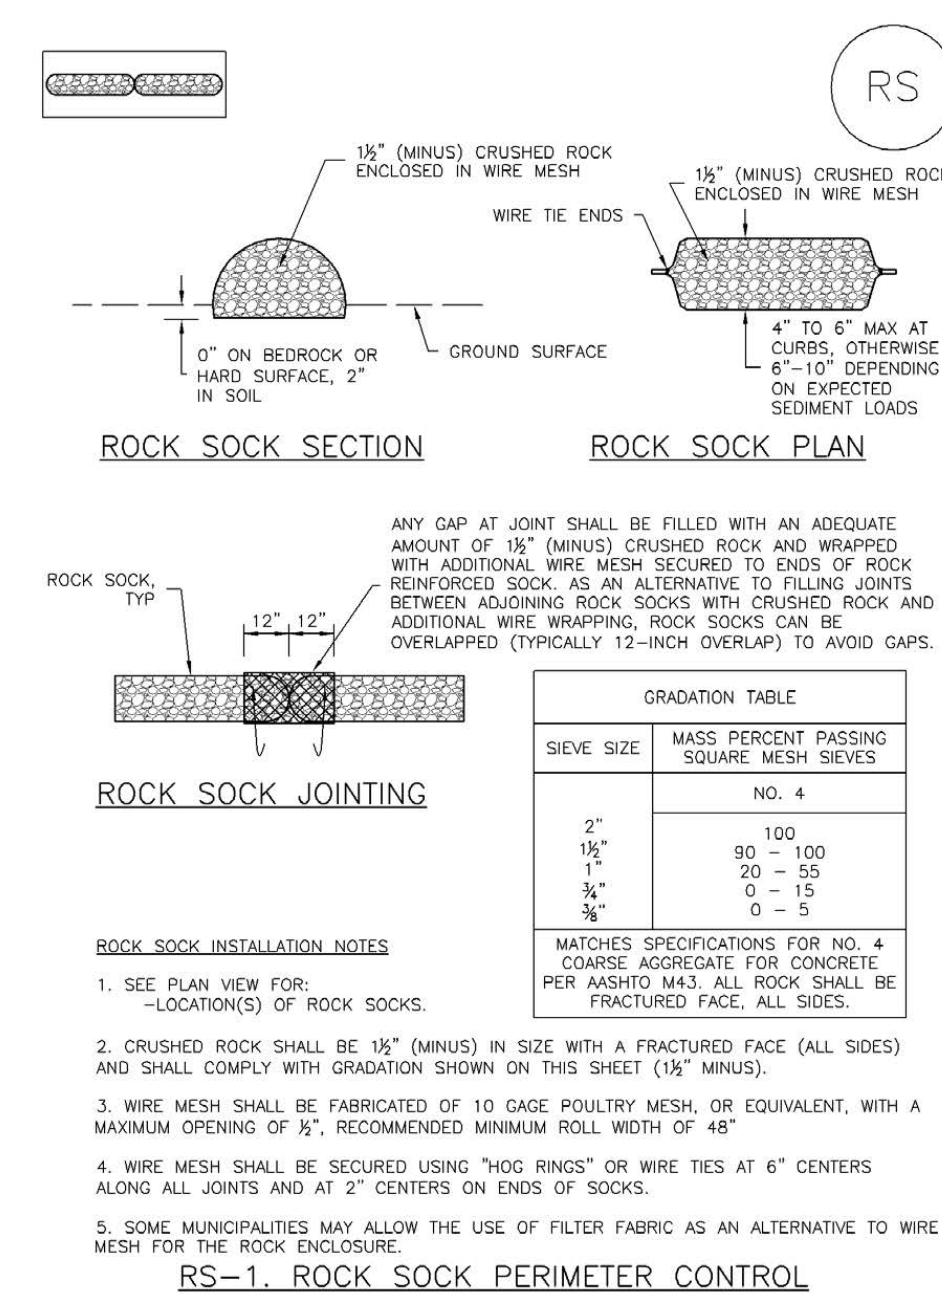 RS
1½" (MINUS) CRUSHED ROCK
ENCLOSED IN WIRE MESH
0" ON BEDROCK OR
HARD SURFACE, 2"
IN SOIL
GROUND SURFACE
ROCK SOCK SECTION
1½" (MINUS) CRUSHED ROCK
ENCLOSED IN WIRE MESH
WIRE TIE ENDS
4" TO 6" MAX AT
CURBS, OTHERWISE
6"-10" DEPENDING
ON EXPECTED
SEDIMENT LOADS
ROCK SOCK PLAN
ANY GAP AT JOINT SHALL BE FILLED WITH AN ADEQUATE
AMOUNT OF 1½" (MINUS) CRUSHED ROCK AND WRAPPED
WITH ADDITIONAL WIRE MESH SECURED TO ENDS OF ROCK
REINFORCED SOCK. AS AN ALTERNATIVE TO FILLING JOINTS
BETWEEN ADJOINING ROCK SOCKS WITH CRUSHED ROCK AND
ADDITIONAL WIRE WRAPPING, ROCK SOCKS CAN BE
OVERLAPPED (TYPICALLY 12-INCH OVERLAP) TO AVOID GAPS.
ROCK SOCK,
TYP
12" 12"
ROCK SOCK JOINTING
GRADATION TABLE
SIEVE SIZE
MASS PERCENT PASSING
SQUARE MESH SIEVES
NO. 4
2" 100
1½" 90 - 100
1" 20 - 55
¾" 0 - 15
⅜" 0 - 5
MATCHES SPECIFICATIONS FOR NO. 4
COARSE AGGREGATE FOR CONCRETE
PER AASHTO M43. ALL ROCK SHALL BE
FRACTURED FACE, ALL SIDES.
ROCK SOCK INSTALLATION NOTES
1. SEE PLAN VIEW FOR:
-LOCATION(S) OF ROCK SOCKS.
2. CRUSHED ROCK SHALL BE 1½" (MINUS) IN SIZE WITH A FRACTURED FACE (ALL SIDES)
AND SHALL COMPLY WITH GRADATION SHOWN ON THIS SHEET (1½" MINUS).
3. WIRE MESH SHALL BE FABRICATED OF 10 GAGE POULTRY MESH, OR EQUIVALENT, WITH A
MAXIMUM OPENING OF ½", RECOMMENDED MINIMUM ROLL WIDTH OF 48"
4. WIRE MESH SHALL BE SECURED USING "HOG RINGS" OR WIRE TIES AT 6" CENTERS
ALONG ALL JOINTS AND AT 2" CENTERS ON ENDS OF SOCKS.
5. SOME MUNICIPALITIES MAY ALLOW THE USE OF FILTER FABRIC AS AN ALTERNATIVE TO WIRE
MESH FOR THE ROCK ENCLOSURE.
RS-1. ROCK SOCK PERIMETER CONTROL